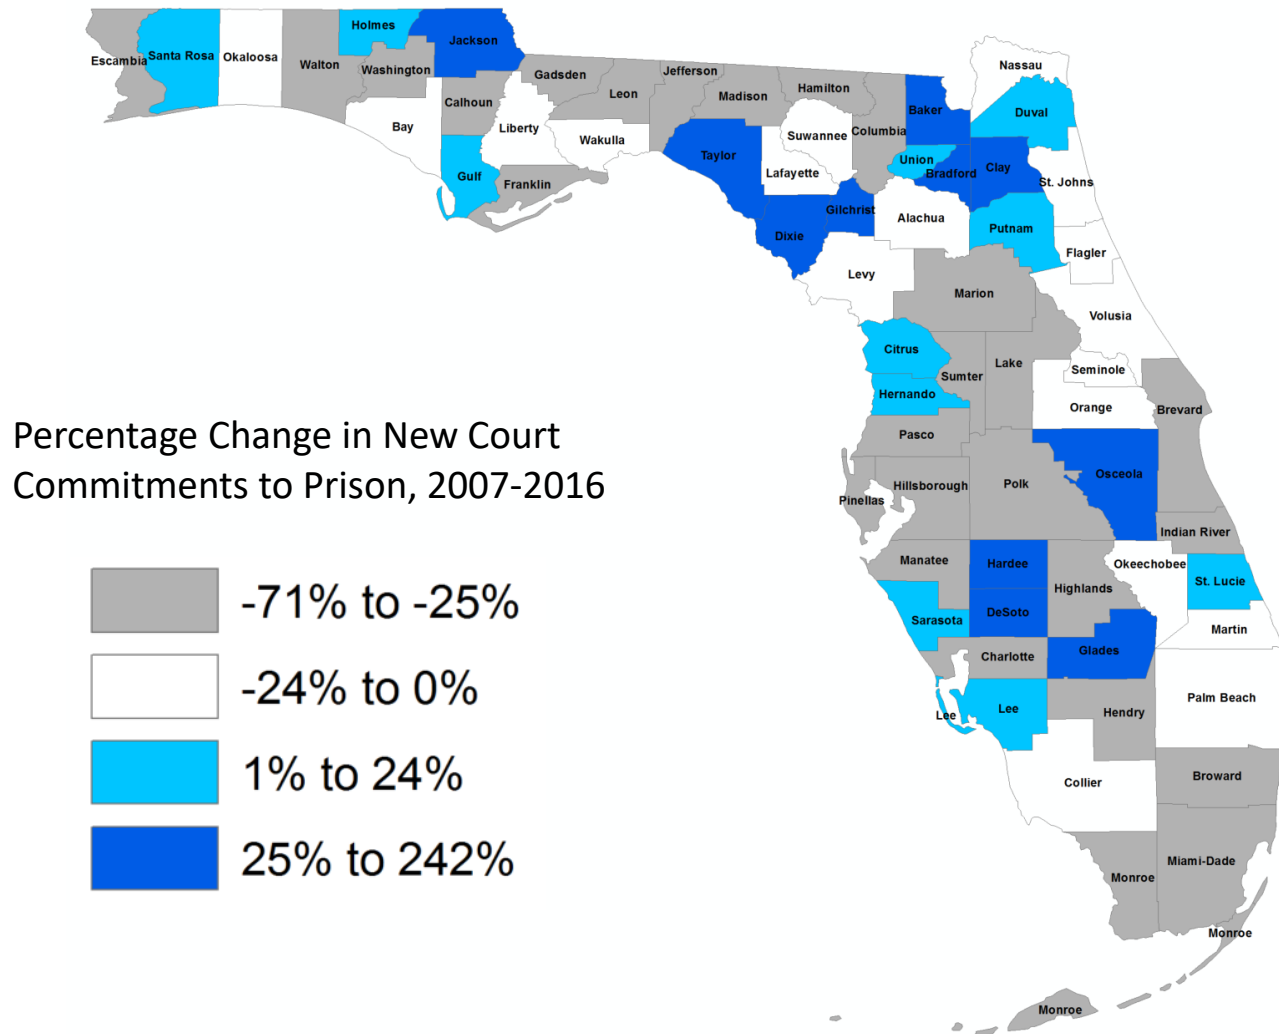 Holmes
Jackson
Escambia
Santa Rosa
Okaloosa
Walton
Washington
Calhoun
Gadsden
Leon
Jefferson
Madison
Hamilton
Nassau
Duval
Baker
Bay
Liberty
Wakulla
Suwannee
Columbia
Taylor
Lafayette
Union
Bradford
Clay
St. Johns
Gulf
Franklin
Gilchrist
Alachua
Putnam
Dixie
Flagler
Levy
Marion
Volusia
Citrus
Sumter
Lake
Seminole
Hernando
Orange
Brevard
Pasco
Percentage Change in New Court
Commitments to Prison, 2007-2016
Osceola
Pinellas
Hillsborough
Polk
Indian River
Manatee
Hardee
Okeechobee
Highlands
St. Lucie
Sarasota
DeSoto
Martin
Charlotte
Glades
Palm Beach
Lee
Lee
Hendry
Collier
Broward
Miami-Dade
Monroe
Monroe
Monroe
-71% to -25%
-24% to 0%
1% to 24%
25% to 242%